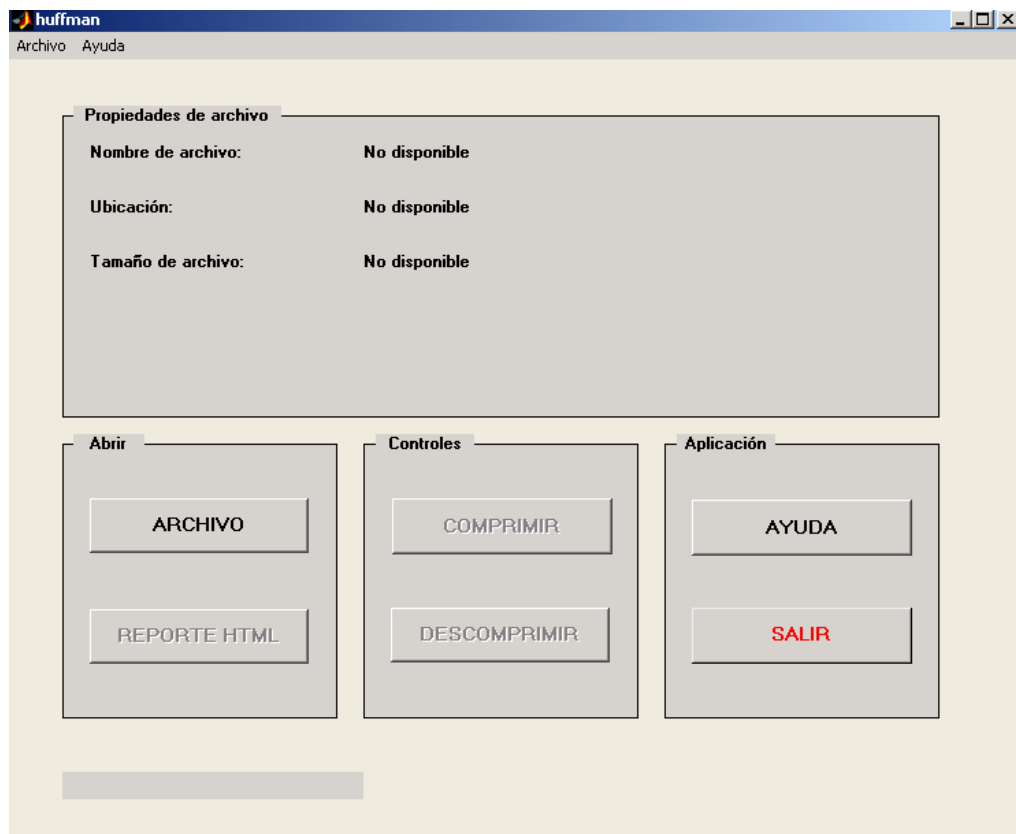 huffman
Archivo Ayuda
Propiedades de archivo
Nombre de archivo: No disponible
Ubicación: No disponible
Tamaño de archivo: No disponible
Abrir Controles Aplicación
ARCHIVO COMPRIMIR AYUDA
REPORTE HTML DESCOMPRIMIR SALIR